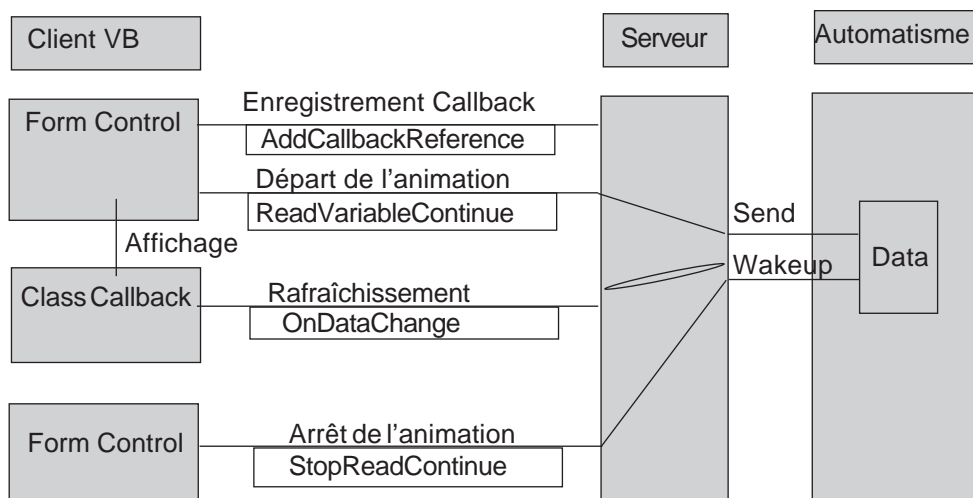 Client VB
Serveur
Automatisme
Form Control
Enregistrement Callback
AddCallbackReference
Départ de l'animation
ReadVariableContinue
Send
Affichage
Wakeup
Data
Class Callback
Rafraîchissement
OnDataChange
Form Control
Arrêt de l'animation
StopReadContinue